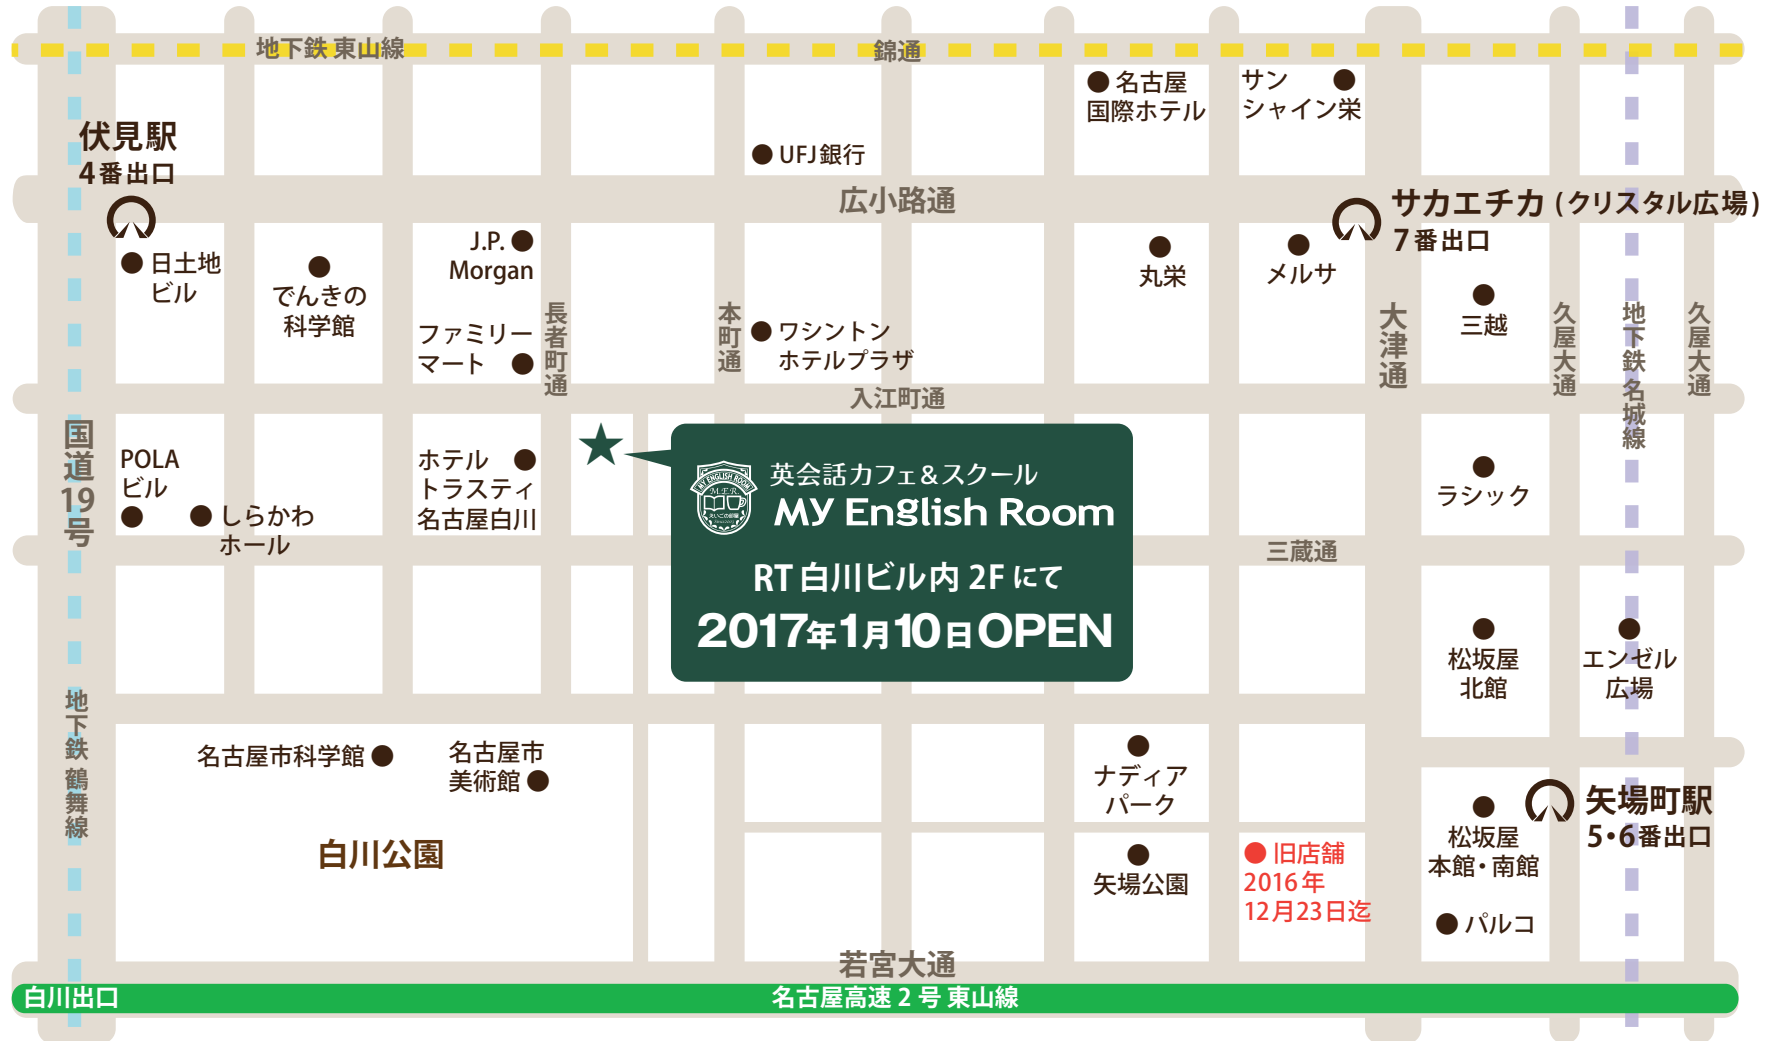 地下鉄 東山線
錦通
名古屋
国際ホテル
サン
シャイン栄
伏見駅
4番出口
UFJ銀行
広小路通
サカエチカ (クリスタル広場)
7番出口
日土地
ビル
でんきの
科学館
J.P.
Morgan
丸栄
メルサ
三越
ファミリー
マート
長者町通
本町通
ワシントン
ホテルプラザ
大津通
久屋大通
地下鉄 名城線
久屋大通
入江町通
国道19号
POLA
ビル
しらかわ
ホール
ホテル
トラスティ
名古屋白川
MY ENGLISH ROOM
M.E.R.
えいごの部屋
英会話カフェ&スクール
My English Room
RT白川ビル内 2Fにて
2017年1月10日OPEN
ラシック
三蔵通
松坂屋
北館
エンゼル
広場
地下鉄 鶴舞線
名古屋市科学館
名古屋市
美術館
白川公園
ナディア
パーク
矢場公園
旧店舗
2016年
12月23日迄
松坂屋
本館・南館
矢場町駅
5・6番出口
パルコ
若宮大通
白川出口
名古屋高速2号 東山線